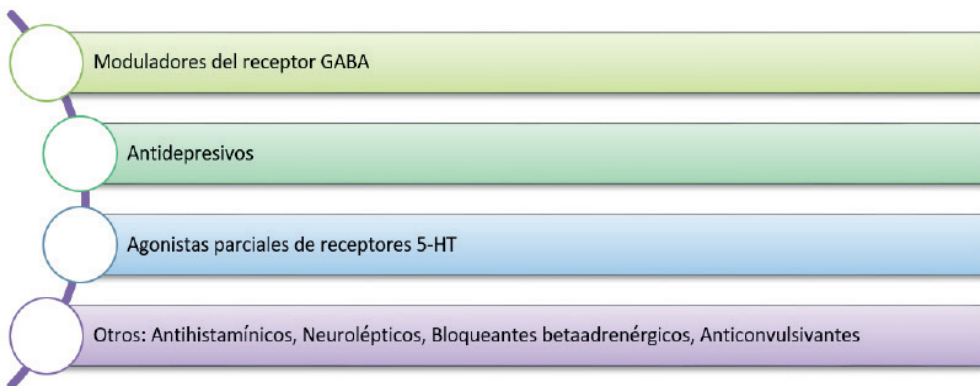 Moduladores del receptor GABA
Antidepresivos
Agonistas parciales de receptores 5-HT
Otros: Antihistamínicos, Neurolépticos, Bloqueantes betaadrenérgicos, Anticonvulsivantes